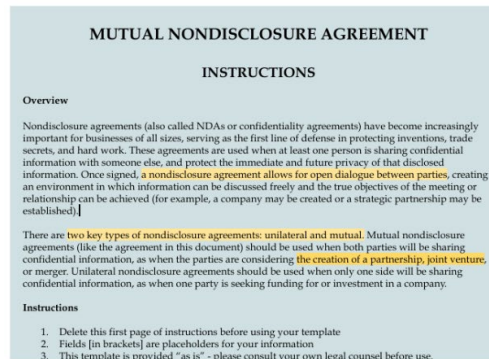 MUTUAL NONDISCLOSURE AGREEMENT
INSTRUCTIONS
Overview
Nondisclosure agreements (also called NDAs or confidentiality agreements) have become increasingly
important for businesses of all sizes, serving as the first line of defense in protecting inventions, trade
secrets, and hard work. These agreements are used when at least one person is sharing confidential
information with someone else, and protect the immediate and future privacy of that disclosed
information. Once signed, a nondisclosure agreement allows for open dialogue between parties, creating
an environment in which information can be discussed freely and the true objectives of the meeting or
relationship can be achieved (for example, a company may be created or a strategic partnership may be
established).
There are two key types of nondisclosure agreements: unilateral and mutual. Mutual nondisclosure
agreements (like the agreement in this document) should be used when both parties will be sharing
confidential information, as when the parties are considering the creation of a partnership, joint venture,
or merger. Unilateral nondisclosure agreements should be used when only one side will be sharing
confidential information, as when one party is seeking funding for or investment in a company.
Instructions
1. Delete this first page of instructions before using your template
2. Fields [in brackets] are placeholders for your information
3. This template is provided "as is" - please consult your own legal counsel before use.